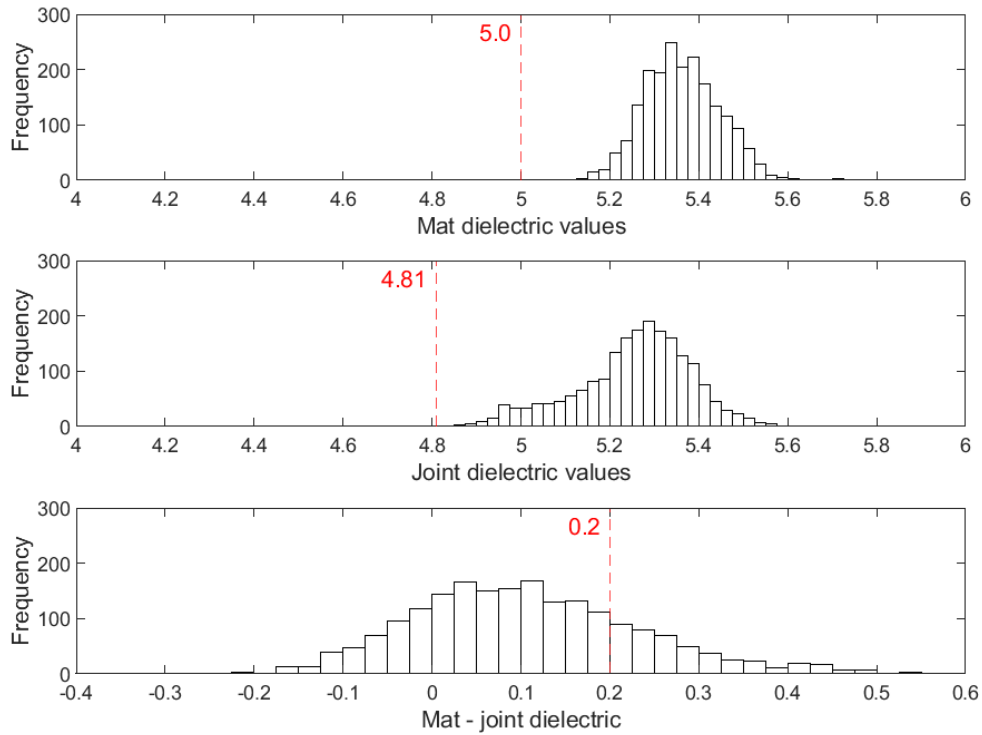 300
5.0
200
Frequency
100
0
4 4.2 4.4 4.6 4.8 5 5.2 5.4 5.6 5.8 6
Mat dielectric values
300
4.81
200
Frequency
100
0
4 4.2 4.4 4.6 4.8 5 5.2 5.4 5.6 5.8 6
Joint dielectric values
300
0.2
200
Frequency
100
0
-0.4 -0.3 -0.2 -0.1 0 0.1 0.2 0.3 0.4 0.5 0.6
Mat - joint dielectric